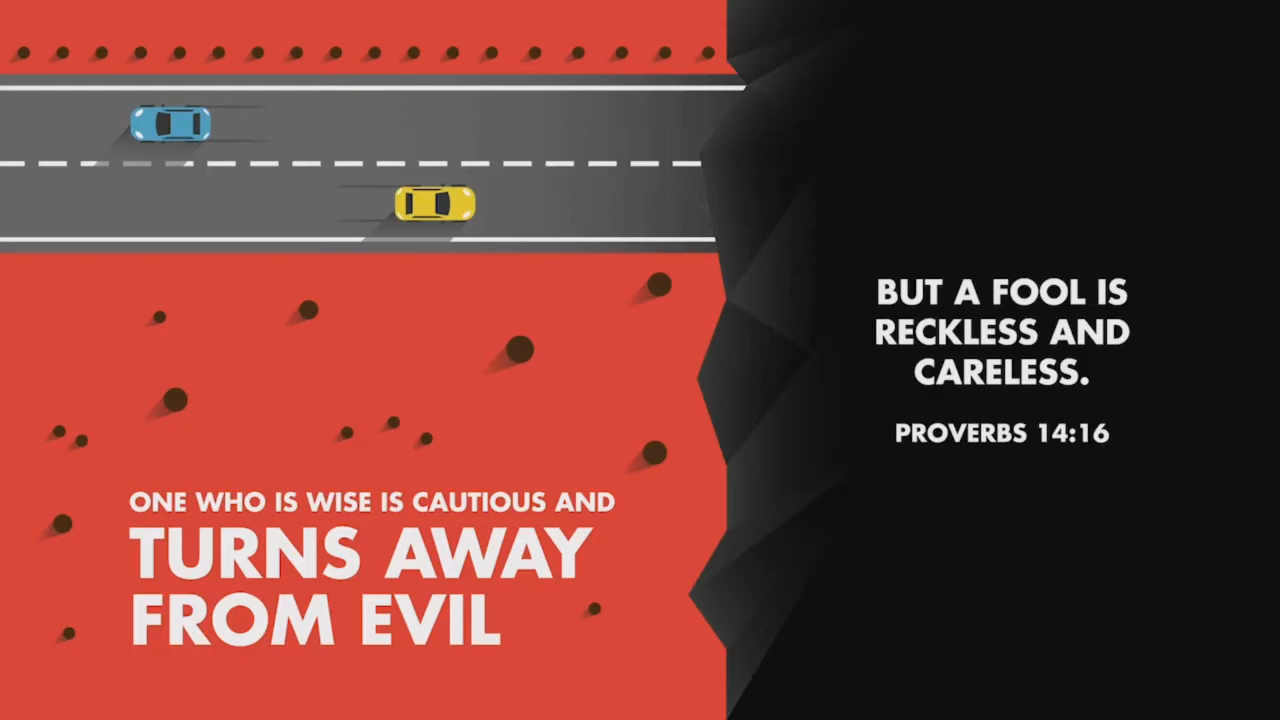 ONE WHO IS WISE IS CAUTIOUS AND
TURNS AWAY
FROM EVIL
BUT A FOOL IS
RECKLESS AND
CARELESS.
PROVERBS 14:16